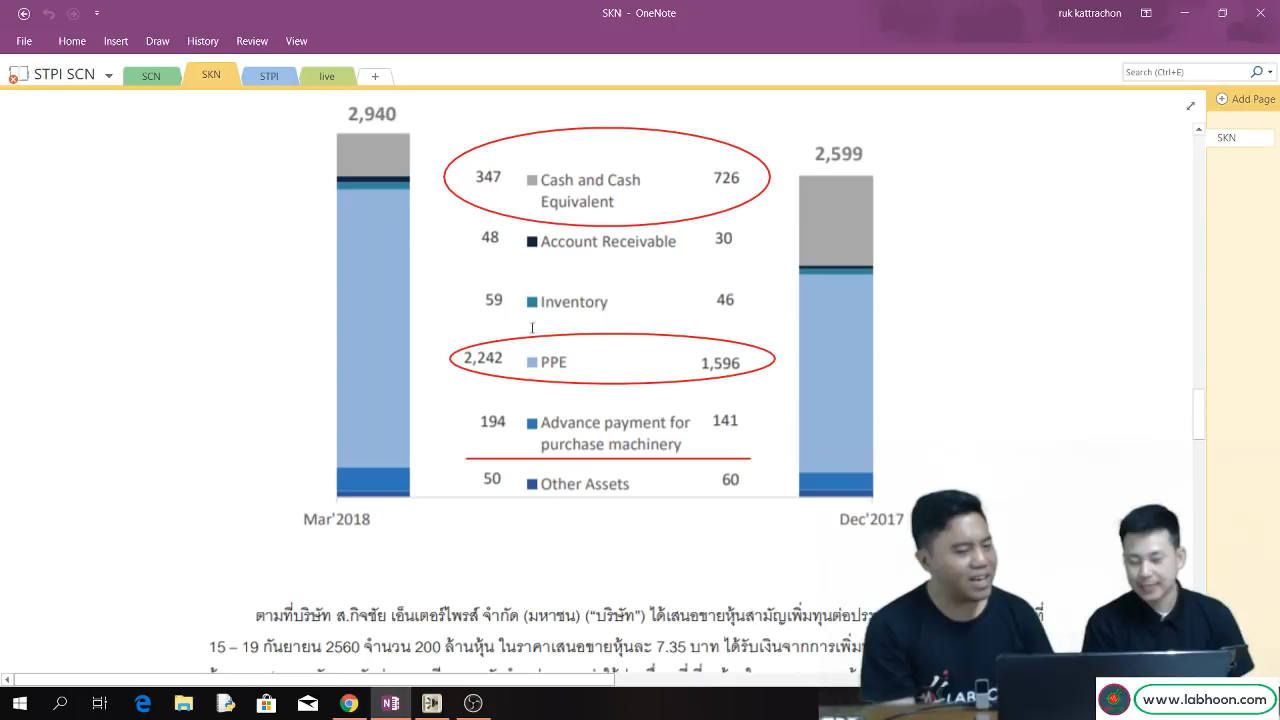 SKN - OneNote
ruk kattrachon
File Home Insert Draw History Review View
STPI SCN
SCN SKN STPI live
Search (Ctrl+E)
Add Page
SKN
2,940
2,599
347 Cash and Cash Equivalent 726
48 Account Receivable 30
59 Inventory 46
2,242 PPE 1,596
194 Advance payment for purchase machinery 141
50 Other Assets 60
Mar'2018
Dec'2017
ตามที่บริษัท ส.กิจชัย เอ็นเตอร์ไพรส์ จำกัด (มหาชน) ("บริษัท") ได้เสนอขายหุ้นสามัญเพิ่มทุนต่อประ
15 – 19 กันยายน 2560 จำนวน 200 ล้านหุ้น ในราคาเสนอขายหุ้นละ 7.35 บาท ได้รับเงินจากการเพิ่ม
www.labhoon.com